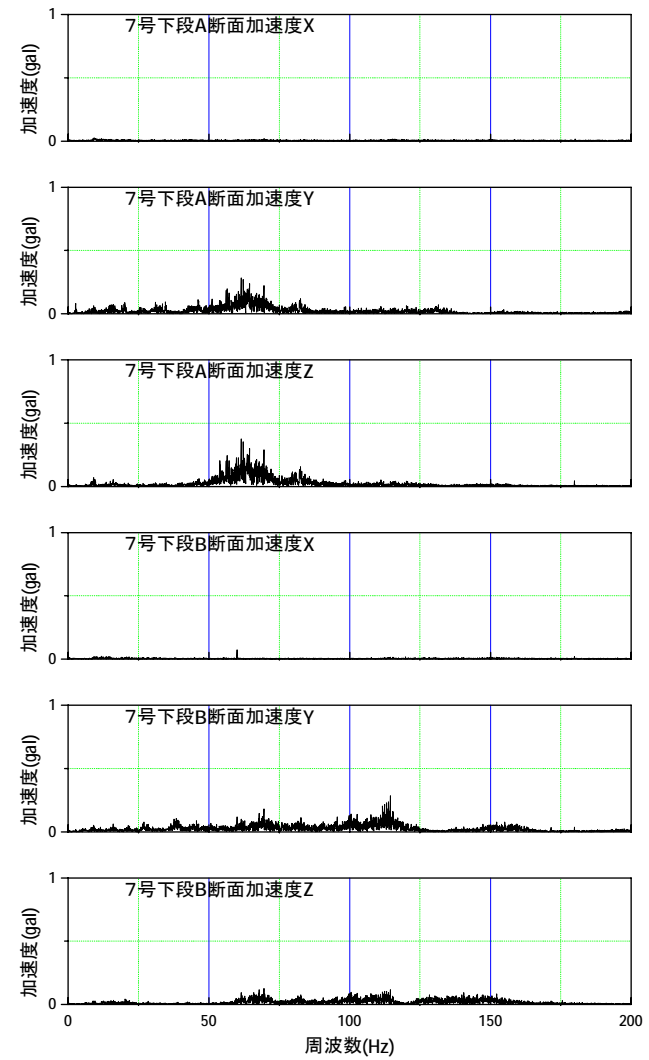 1
7号下段A断面加速度X
加速度(gal)
0
1
7号下段A断面加速度Y
加速度(gal)
0
1
7号下段A断面加速度Z
加速度(gal)
0
1
7号下段B断面加速度X
加速度(gal)
0
1
7号下段B断面加速度Y
加速度(gal)
0
1
7号下段B断面加速度Z
加速度(gal)
0
0 50 100 150 200
周波数(Hz)